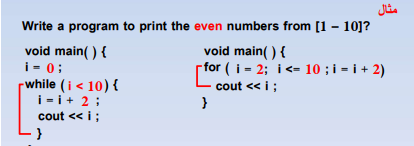 مثال
Write a program to print the even numbers from [1 – 10]?
void main( ) {
i = 0 ;
while ( i < 10 ) {
i = i + 2 ;
cout << i ;
}
void main( ) {
for ( i = 2; i <= 10 ; i = i + 2)
cout << i ;
}